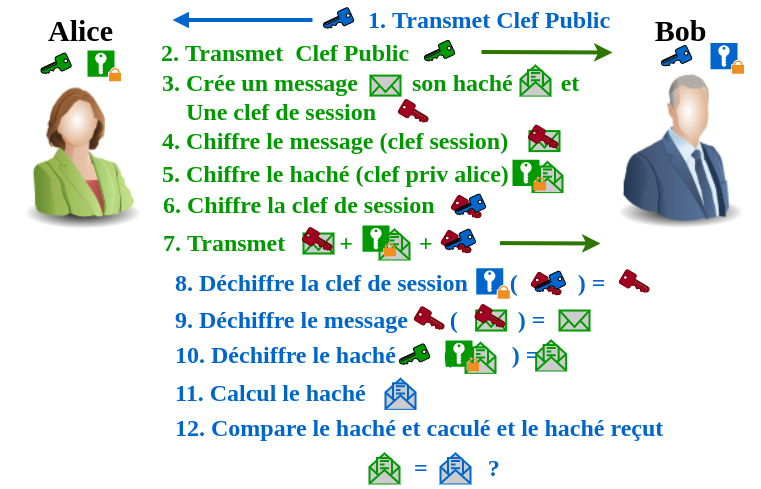 Alice
Bob
1. Transmet Clef Public
2. Transmet Clef Public
3. Crée un message son haché et
Une clef de session
4. Chiffre le message (clef session)
5. Chiffre le haché (clef priv alice)
6. Chiffre la clef de session
7. Transmet + +
8. Déchiffre la clef de session ( ) =
9. Déchiffre le message ( ) =
10. Déchiffre le haché ( ) =
11. Calcul le haché
12. Compare le haché et caculé et le haché reçut
= ?